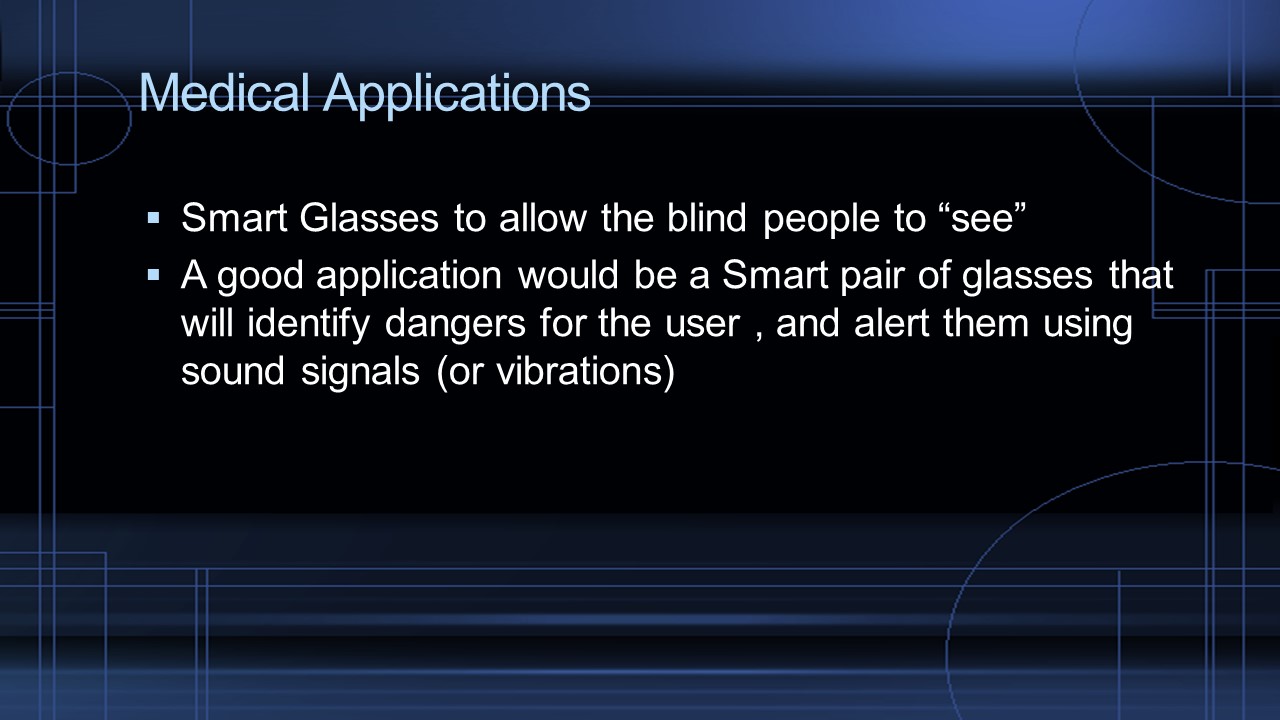 Medical Applications
▪ Smart Glasses to allow the blind people to “see”
▪ A good application would be a Smart pair of glasses that
will identify dangers for the user , and alert them using
sound signals (or vibrations)